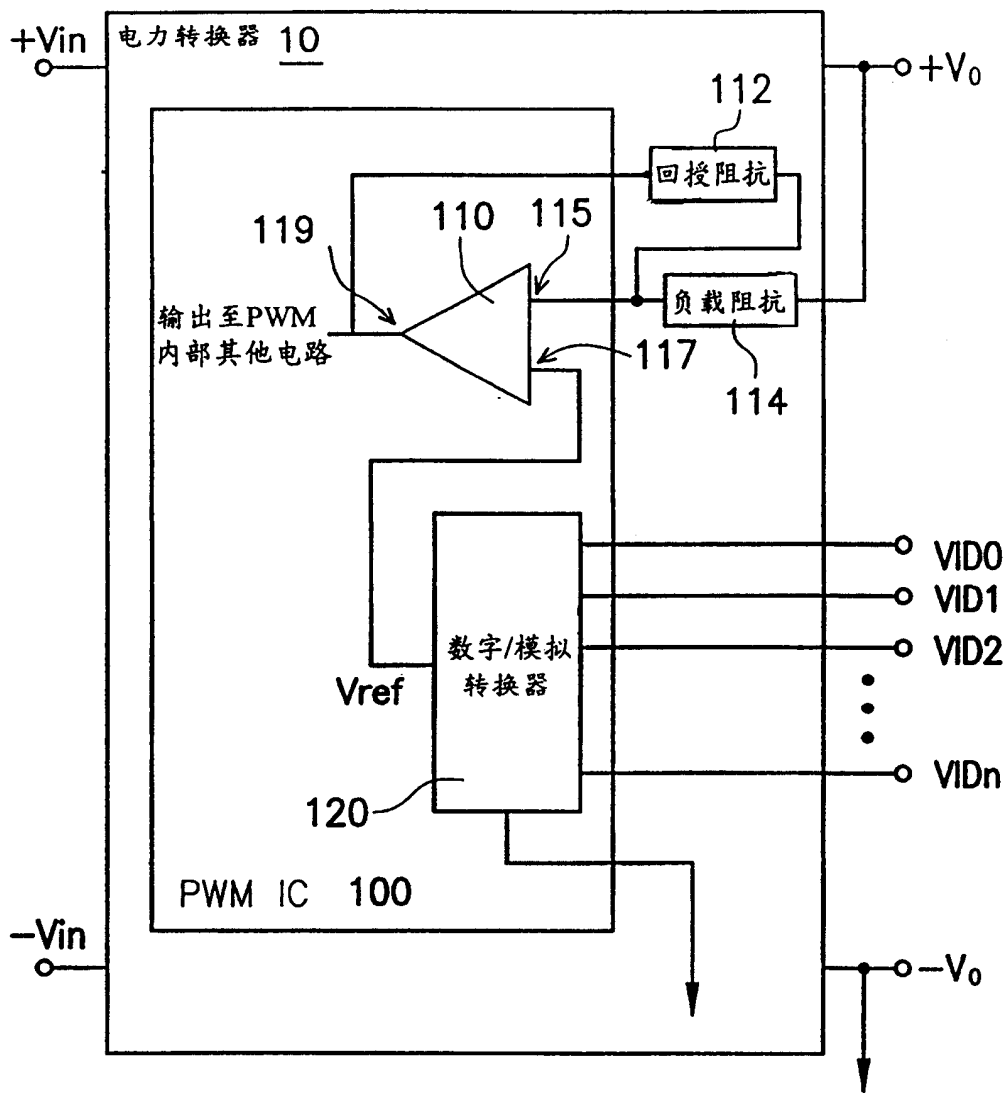 +Vin
电力转换器 10
+V₀
112
回授阻抗
119
110
115
输出至PWM
内部其他电路
负载阻抗
117
114
VID0
VID1
数字/模拟
转换器
VID2
Vref
VIDn
120
PWM IC 100
-Vin
-V₀